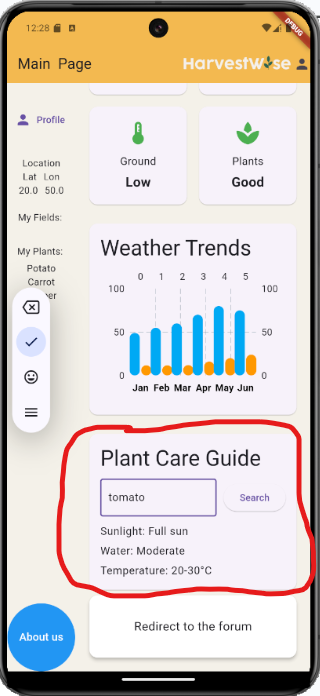 12:28
DEBUG
Main Page
HarvestWise
Profile
Location
Lat Lon
20.0 50.0
My Fields:
My Plants:
Potato
Carrot
Ground
Low
Plants
Good
Weather Trends
0 1 2 3 4 5
100 100
50 50
0 0
Jan Feb Mar Apr May Jun
Plant Care Guide
tomato
Search
Sunlight: Full sun
Water: Moderate
Temperature: 20-30°C
About us
Redirect to the forum